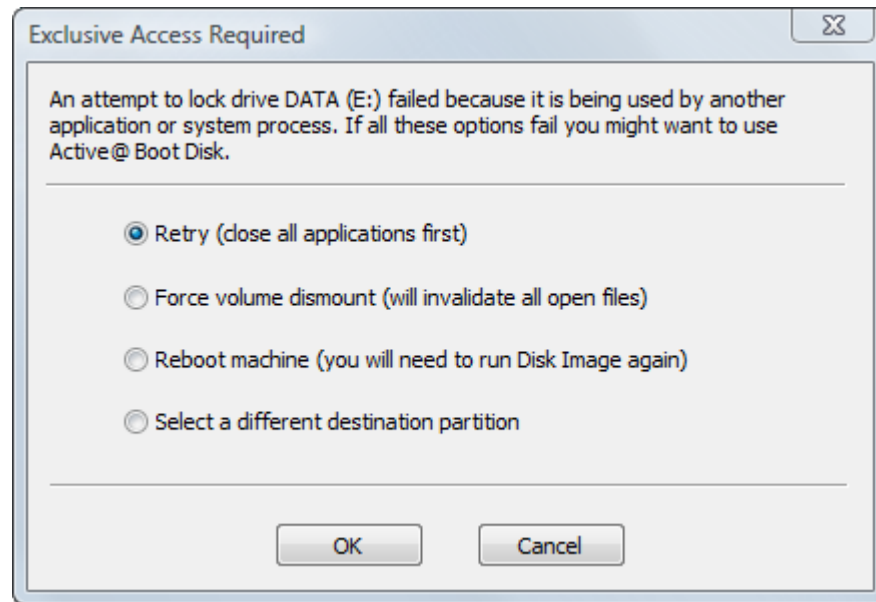 Exclusive Access Required
An attempt to lock drive DATA (E:) failed because it is being used by another
application or system process. If all these options fail you might want to use
Active@ Boot Disk.
Retry (close all applications first)
Force volume dismount (will invalidate all open files)
Reboot machine (you will need to run Disk Image again)
Select a different destination partition
OK Cancel